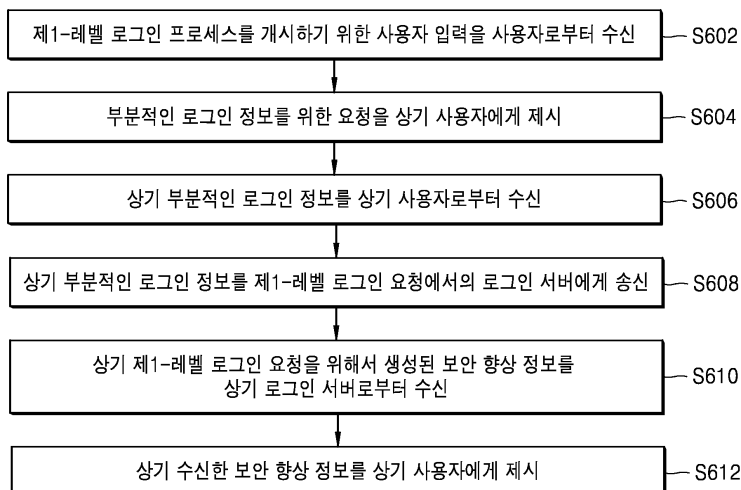 제1-레벨 로그인 프로세스를 개시하기 위한 사용자 입력을 사용자로부터 수신
S602
부분적인 로그인 정보를 위한 요청을 상기 사용자에게 제시
S604
상기 부분적인 로그인 정보를 상기 사용자로부터 수신
S606
상기 부분적인 로그인 정보를 제1-레벨 로그인 요청에서의 로그인 서버에게 송신
S608
상기 제1-레벨 로그인 요청을 위해서 생성된 보안 향상 정보를
상기 로그인 서버로부터 수신
S610
상기 수신한 보안 향상 정보를 상기 사용자에게 제시
S612